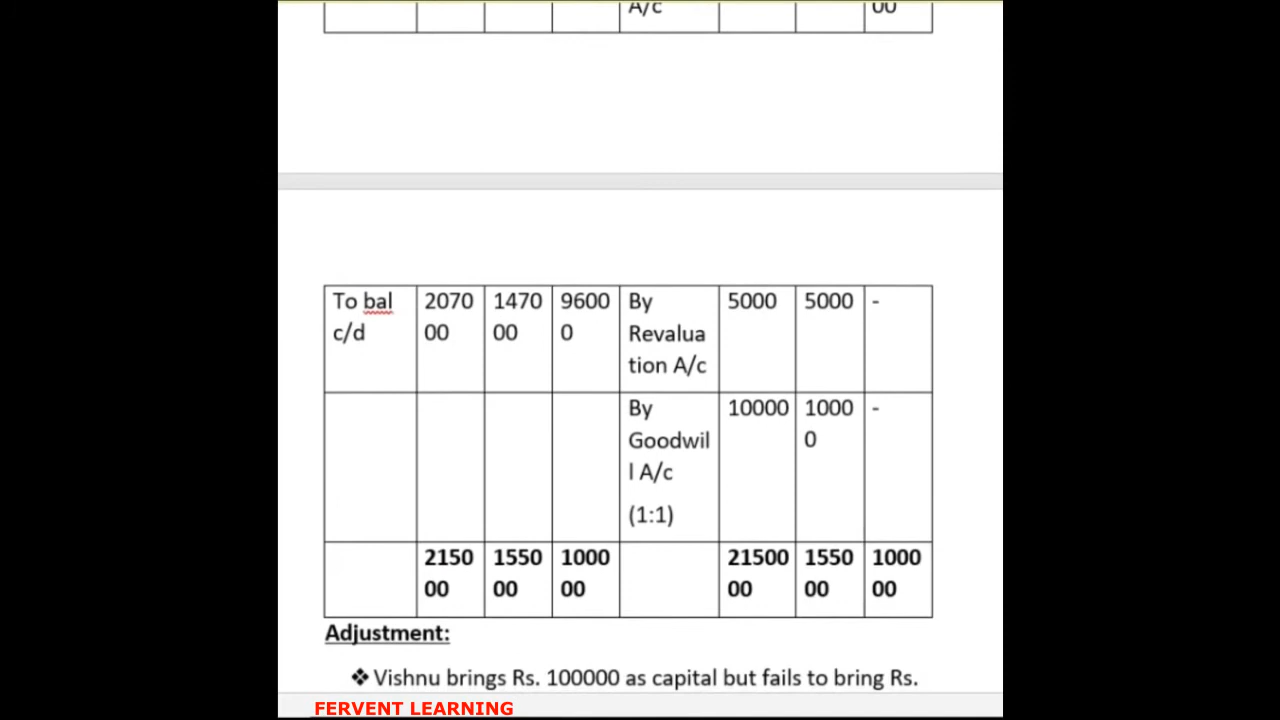 A/c 00
To bal 2070 1470 9600 By 5000 5000 -
c/d 00 00 0 Revalua
tion A/c
By 10000 1000 -
Goodwil 0
l A/c
(1:1)
2150 1550 1000 21500 1550 1000
00 00 00 00 00 00
Adjustment:
❖ Vishnu brings Rs. 100000 as capital but fails to bring Rs.
FERVENT LEARNING